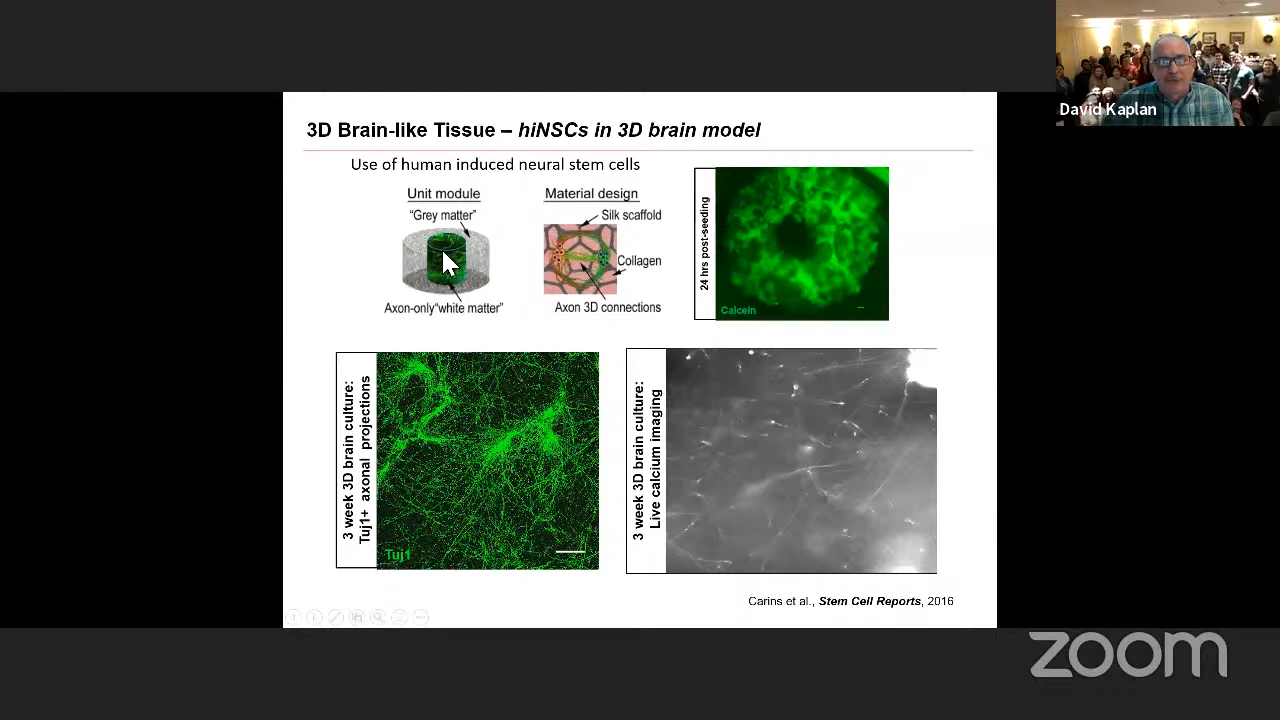 David Kaplan
3D Brain-like Tissue – hiNSCs in 3D brain model
Use of human induced neural stem cells
Unit module
"Grey matter"
Axon-only"white matter"
Material design
Silk scaffold
Collagen
Axon 3D connections
24 hrs post-seeding
Calcein
3 week 3D brain culture:
Tuj1+ axonal projections
Tuj1
3 week 3D brain culture:
Live calcium imaging
Carins et al., Stem Cell Reports, 2016
zoom